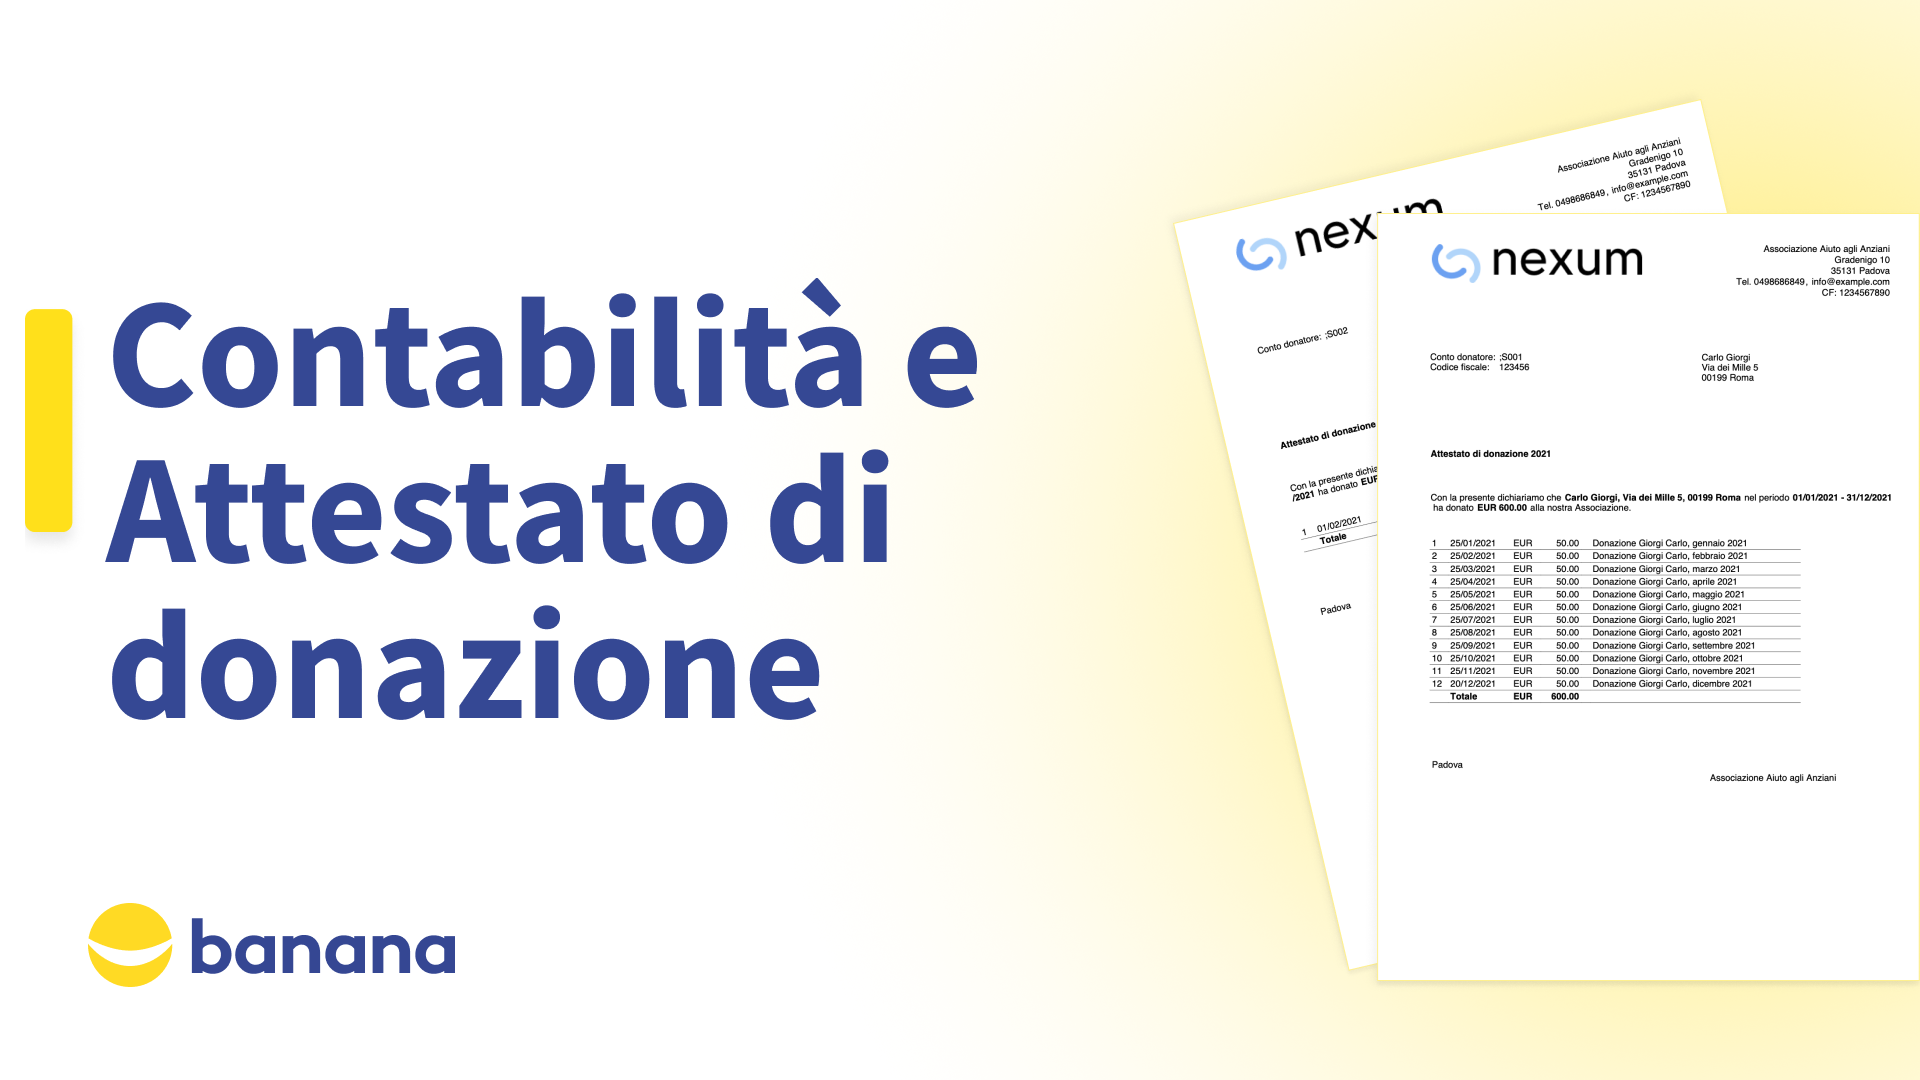 Contabilità e
Attestato di
donazione
banana
Associazione Aiuto agli Anziani
Gradenigo 10
35131 Padova
Tel. 0498686849, info@example.com
CF: 1234567890
nexum
Conto donatore: ;S002
Attestato di donazione
Con la presente
/2021 ha donato EUR
1 01/02/2021
Totale
Padova
nexum
Associazione Aiuto agli Anziani
Gradenigo 10
35131 Padova
Tel. 0498686849, info@example.com
CF: 1234567890
Conto donatore: ;S001
Codice fiscale: 123456
Carlo Giorgi
Via dei Mille 5
00199 Roma
Attestato di donazione 2021
Con la presente dichiariamo che Carlo Giorgi, Via dei Mille 5, 00199 Roma nel periodo 01/01/2021 - 31/12/2021
ha donato EUR 600.00 alla nostra Associazione.
1 25/01/2021 EUR 50.00 Donazione Giorgi Carlo, gennaio 2021
2 25/02/2021 EUR 50.00 Donazione Giorgi Carlo, febbraio 2021
3 25/03/2021 EUR 50.00 Donazione Giorgi Carlo, marzo 2021
4 25/04/2021 EUR 50.00 Donazione Giorgi Carlo, aprile 2021
5 25/05/2021 EUR 50.00 Donazione Giorgi Carlo, maggio 2021
6 25/06/2021 EUR 50.00 Donazione Giorgi Carlo, giugno 2021
7 25/07/2021 EUR 50.00 Donazione Giorgi Carlo, luglio 2021
8 25/08/2021 EUR 50.00 Donazione Giorgi Carlo, agosto 2021
9 25/09/2021 EUR 50.00 Donazione Giorgi Carlo, settembre 2021
10 25/10/2021 EUR 50.00 Donazione Giorgi Carlo, ottobre 2021
11 25/11/2021 EUR 50.00 Donazione Giorgi Carlo, novembre 2021
12 20/12/2021 EUR 50.00 Donazione Giorgi Carlo, dicembre 2021
Totale EUR 600.00
Padova
Associazione Aiuto agli Anziani